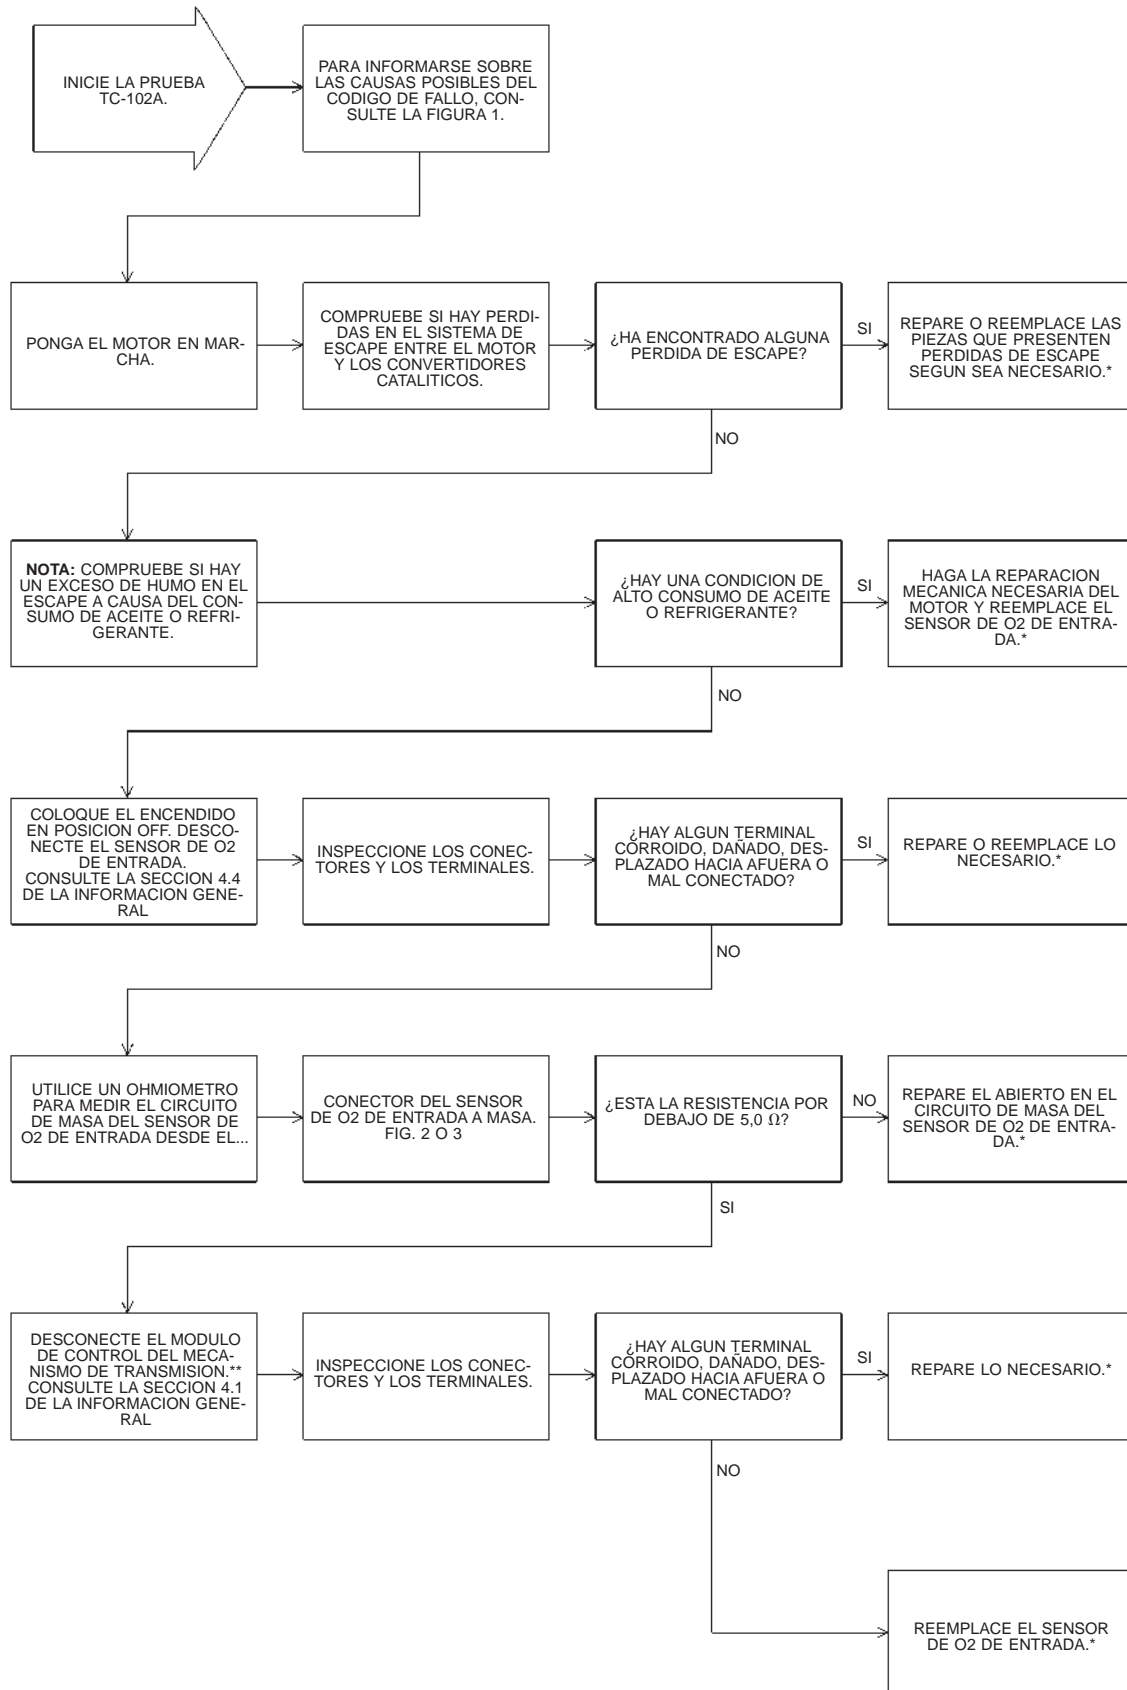 INICIE LA PRUEBA
TC-102A.
PARA INFORMARSE SOBRE
LAS CAUSAS POSIBLES DEL
CODIGO DE FALLO, CON-
SULTE LA FIGURA 1.
PONGA EL MOTOR EN MAR-
CHA.
COMPRUEBE SI HAY PERDI-
DAS EN EL SISTEMA DE
ESCAPE ENTRE EL MOTOR
Y LOS CONVERTIDORES
CATALITICOS.
¿HA ENCONTRADO ALGUNA
PERDIDA DE ESCAPE?
SI
REPARE O REEMPLACE LAS
PIEZAS QUE PRESENTEN
PERDIDAS DE ESCAPE
SEGUN SEA NECESARIO.*
NO
NOTA: COMPRUEBE SI HAY
UN EXCESO DE HUMO EN EL
ESCAPE A CAUSA DEL CON-
SUMO DE ACEITE O REFRI-
GERANTE.
¿HAY UNA CONDICION DE
ALTO CONSUMO DE ACEITE
O REFRIGERANTE?
SI
HAGA LA REPARACION
MECANICA NECESARIA DEL
MOTOR Y REEMPLACE EL
SENSOR DE O2 DE ENTRA-
DA.*
NO
COLOQUE EL ENCENDIDO
EN POSICION OFF. DESCO-
NECTE EL SENSOR DE O2
DE ENTRADA.
CONSULTE LA SECCION 4.4
DE LA INFORMACION GENE-
RAL
INSPECCIONE LOS CONEC-
TORES Y LOS TERMINALES.
¿HAY ALGUN TERMINAL
CORROIDO, DAÑADO, DES-
PLAZADO HACIA AFUERA O
MAL CONECTADO?
SI
REPARE O REEMPLACE LO
NECESARIO.*
NO
UTILICE UN OHMIOMETRO
PARA MEDIR EL CIRCUITO
DE MASA DEL SENSOR DE
O2 DE ENTRADA DESDE EL...
CONECTOR DEL SENSOR
DE O2 DE ENTRADA A MASA.
FIG. 2 O 3
¿ESTA LA RESISTENCIA POR
DEBAJO DE 5,0 Ω?
NO
REPARE EL ABIERTO EN EL
CIRCUITO DE MASA DEL
SENSOR DE O2 DE ENTRA-
DA.*
SI
DESCONECTE EL MODULO
DE CONTROL DEL MECA-
NISMO DE TRANSMISION.**
CONSULTE LA SECCION 4.1
DE LA INFORMACION GENE-
RAL
INSPECCIONE LOS CONEC-
TORES Y LOS TERMINALES.
¿HAY ALGUN TERMINAL
CORROIDO, DAÑADO, DES-
PLAZADO HACIA AFUERA O
MAL CONECTADO?
SI
REPARE LO NECESARIO.*
NO
REEMPLACE EL SENSOR
DE O2 DE ENTRADA.*